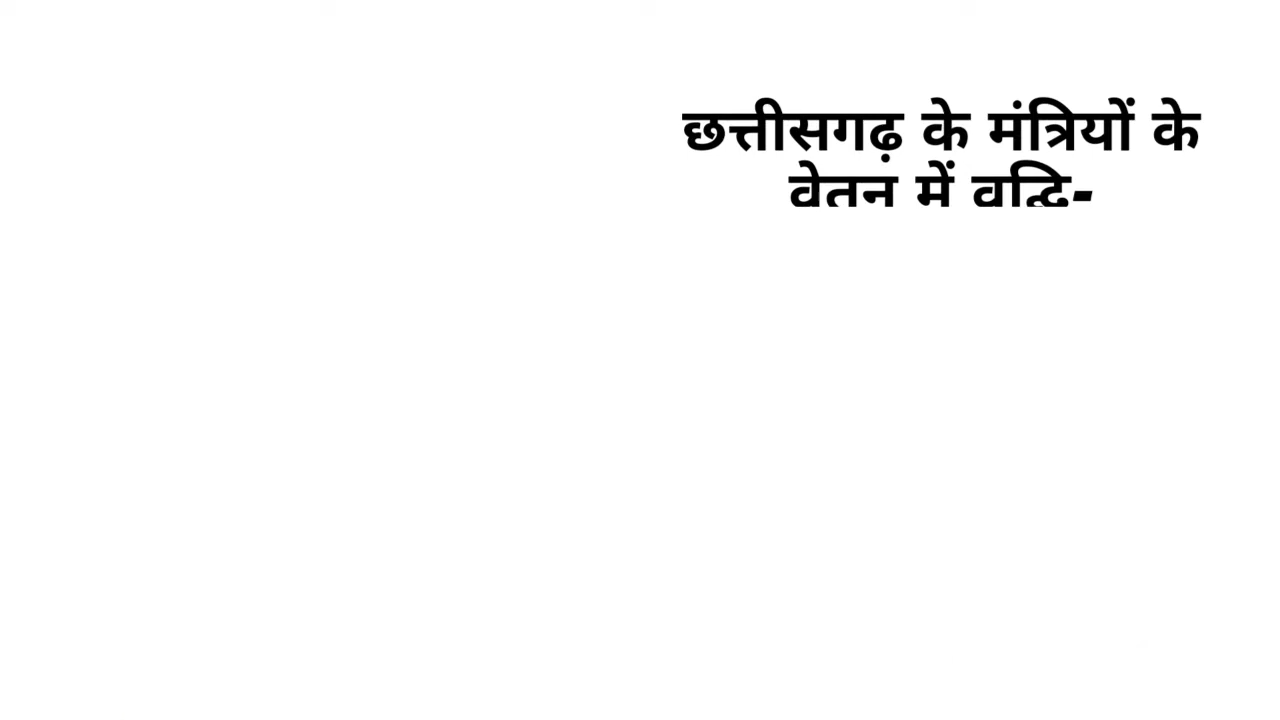 छत्तीसगढ़ के मंत्रियों के
वेतन में वृद्धि-